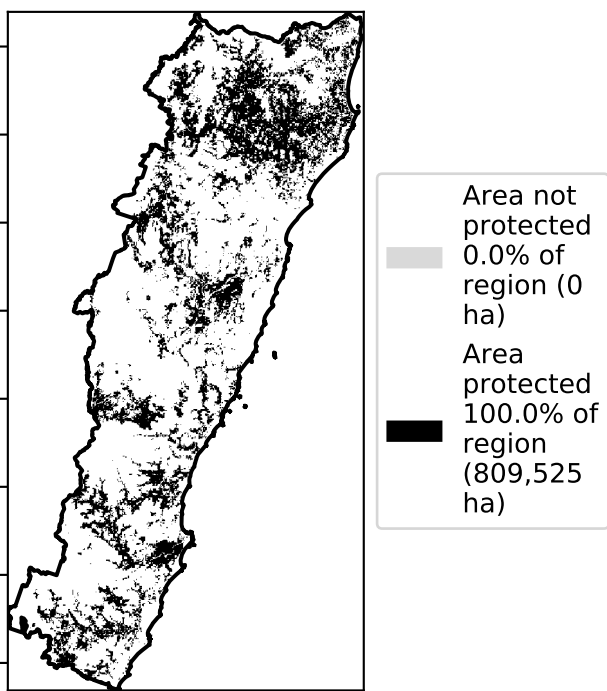 Area not
protected
0.0% of
region (0
ha)
Area
protected
100.0% of
region
(809,525
ha)